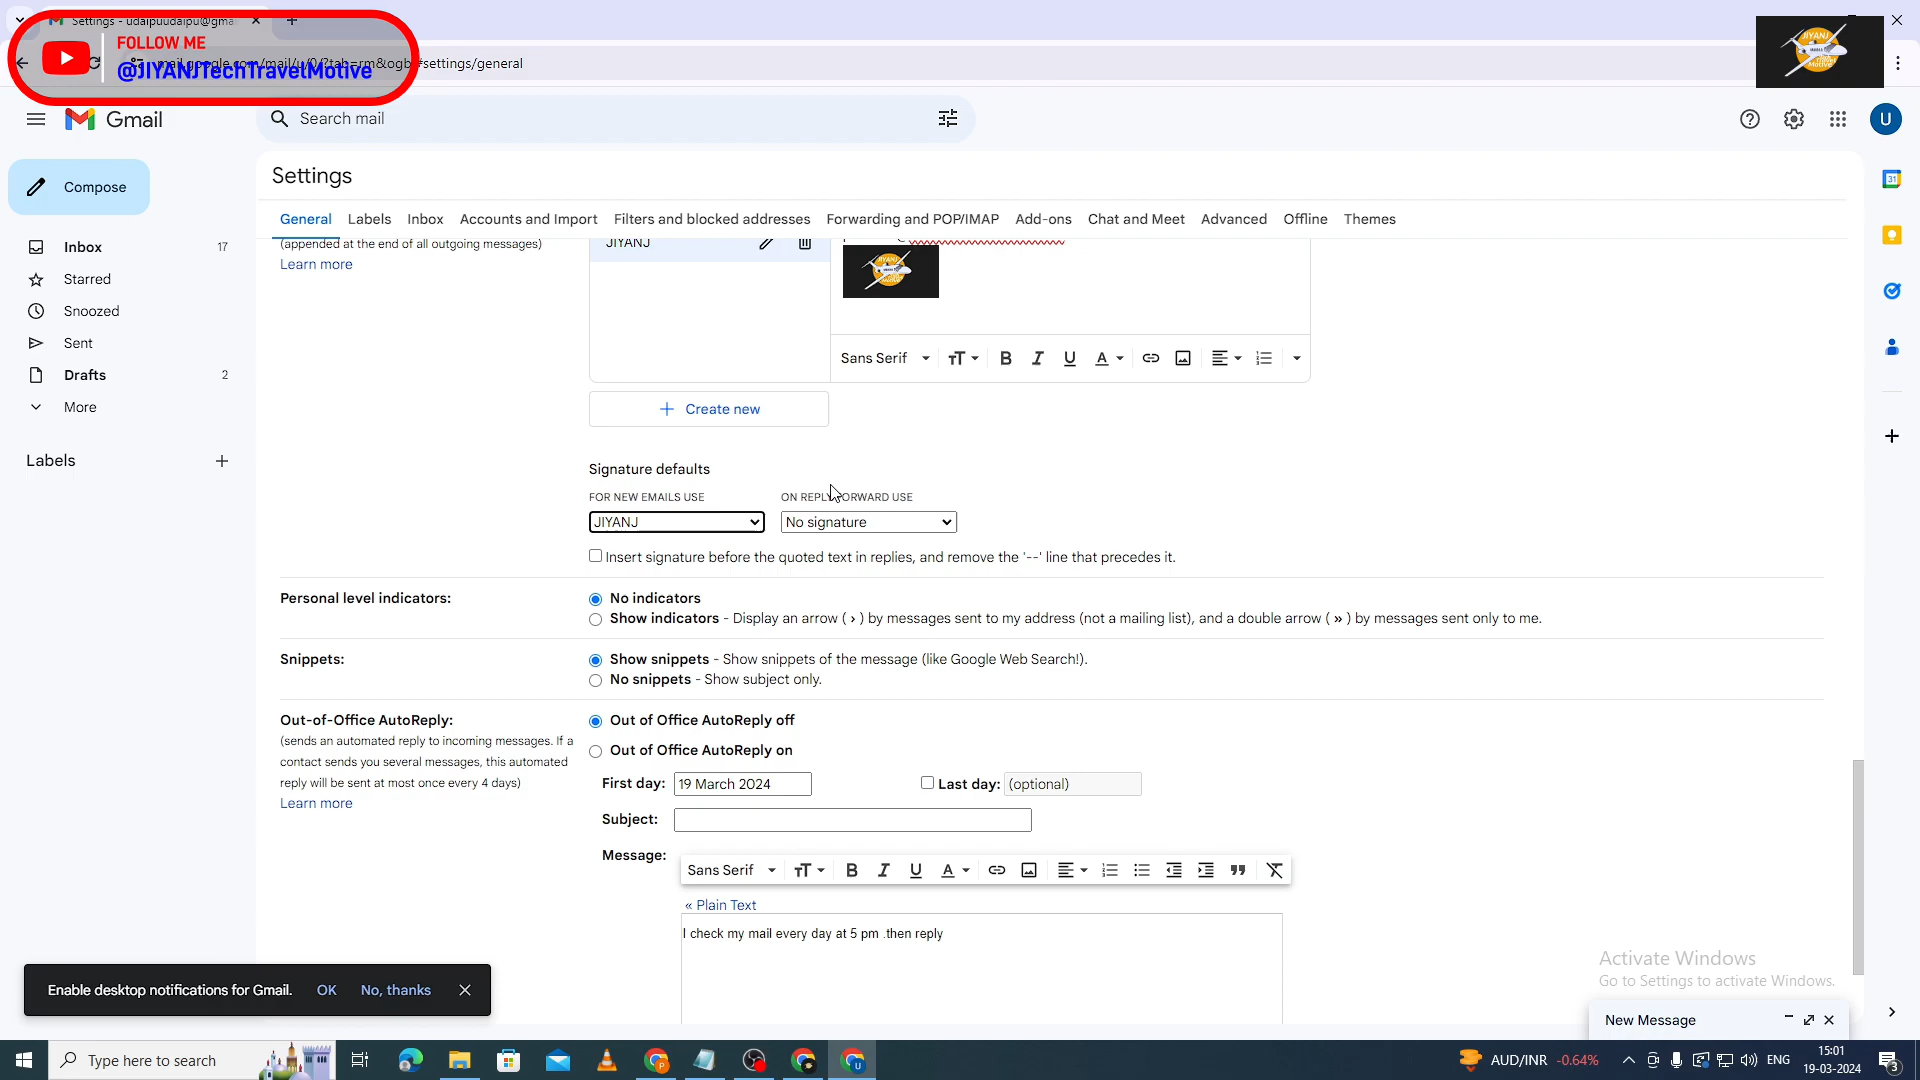 Settings - udaipuudaipu@gma
FOLLOW ME
@JIYANJTechTravelMotive
#settings/general
Gmail
Search mail
U
Compose
Settings
General Labels Inbox Accounts and Import Filters and blocked addresses Forwarding and POP/IMAP Add-ons Chat and Meet Advanced Offline Themes
Inbox 17
Starred
Snoozed
Sent
Drafts 2
More
Labels
(appended at the end of all outgoing messages)
Learn more
JIYANJ
Sans Serif
Create new
Signature defaults
FOR NEW EMAILS USE
JIYANJ
No signature
Insert signature before the quoted text in replies, and remove the '--' line that precedes it.
Personal level indicators:
No indicators
Show indicators - Display an arrow ( › ) by messages sent to my address (not a mailing list), and a double arrow ( » ) by messages sent only to me.
Snippets:
Show snippets - Show snippets of the message (like Google Web Search!).
No snippets - Show subject only.
Out-of-Office AutoReply:
(sends an automated reply to incoming messages. If a
contact sends you several messages, this automated
reply will be sent at most once every 4 days)
Learn more
Out of Office AutoReply off
Out of Office AutoReply on
First day: 19 March 2024
Last day: (optional)
Subject:
Message:
Sans Serif
« Plain Text
I check my mail every day at 5 pm .then reply
Enable desktop notifications for Gmail. OK No, thanks
Activate Windows
Go to Settings to activate Windows.
New Message
Type here to search
AUD/INR -0.64%
ENG
15:01
19-03-2024
3